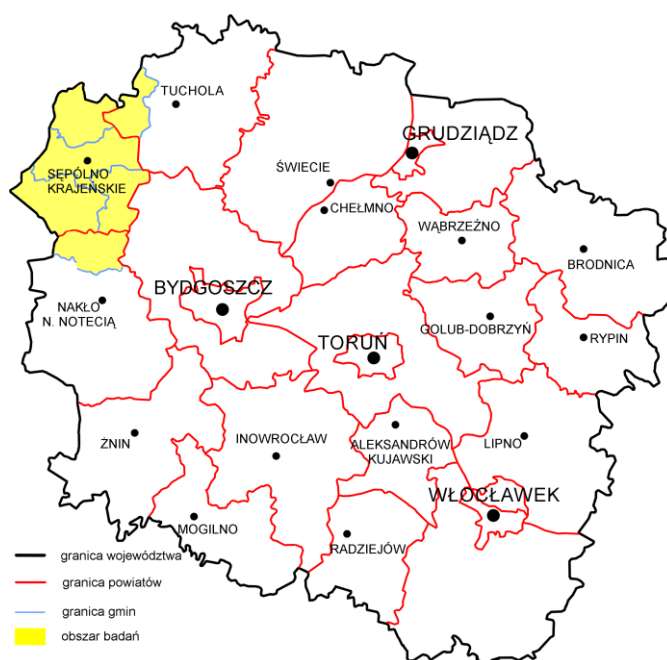 TUCHOLA
GRUDZIĄDZ
SĘPÓLNO
KRAJEŃSKIE
ŚWIECIE
CHEŁMNO
WĄBRZEŹNO
BRODNICA
BYDGOSZCZ
NAKŁO
N. NOTECIĄ
TORUŃ
GOLUB-DOBRZYŃ
RYPIN
ŻNIN
INOWROCŁAW
ALEKSANDRÓW
KUJAWSKI
LIPNO
WŁOCŁAWEK
MOGILNO
RADZIEJÓW
granica województwa
granica powiatów
granica gmin
obszar badań